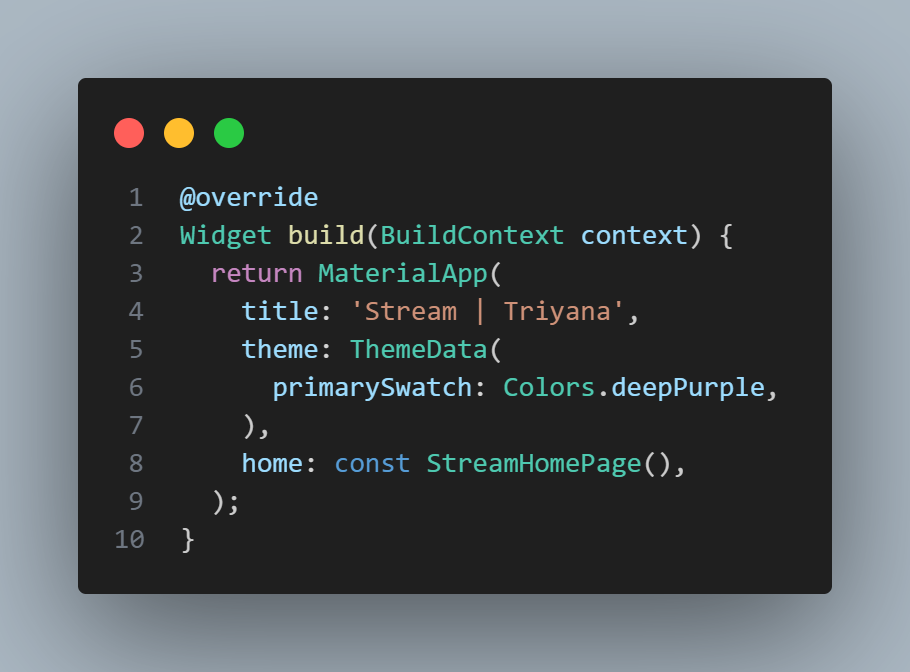 1 @override
2 Widget build(BuildContext context) {
3   return MaterialApp(
4     title: 'Stream | Triyana',
5     theme: ThemeData(
6       primarySwatch: Colors.deepPurple,
7     ),
8     home: const StreamHomePage(),
9   );
10 }